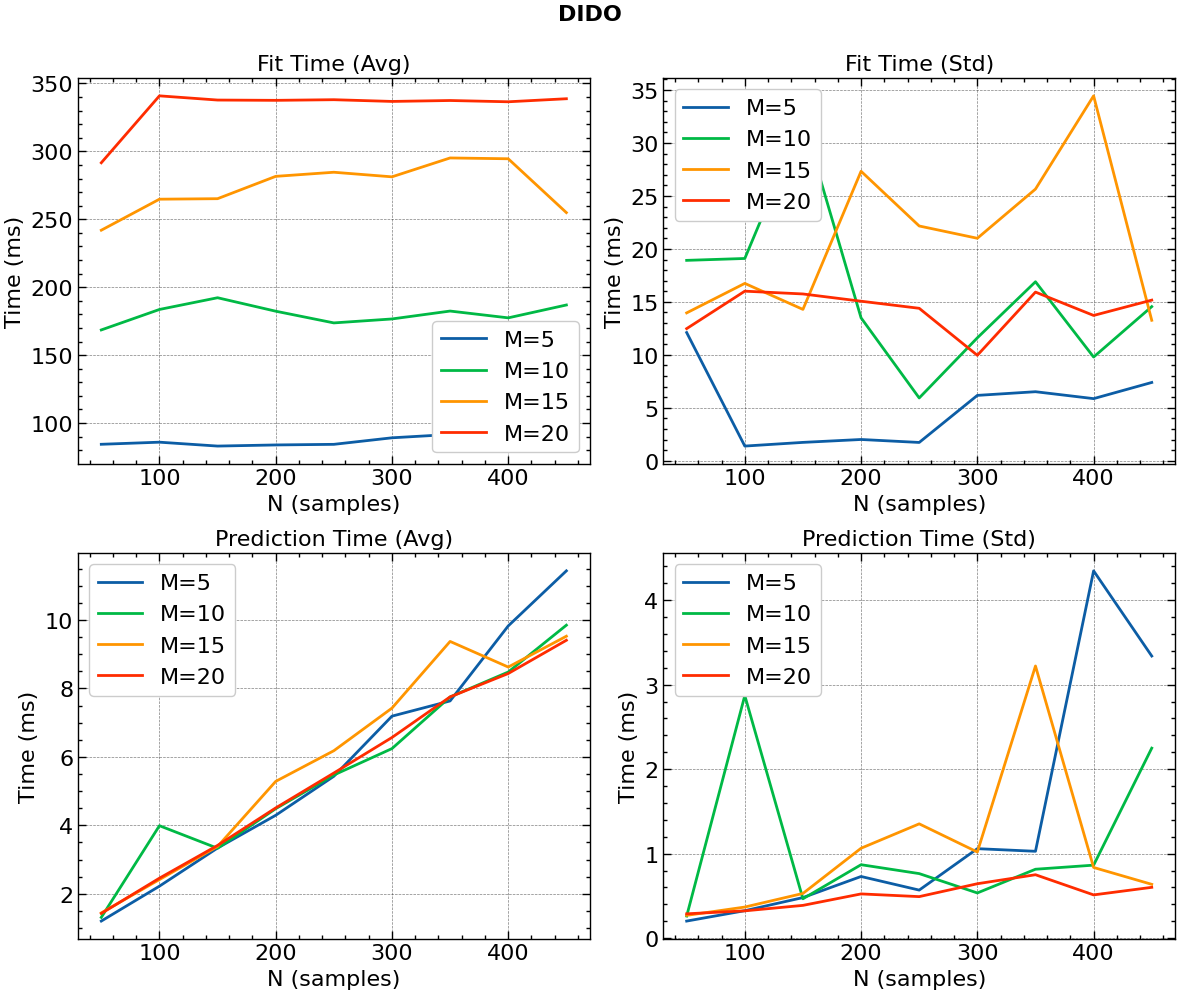 DIDO
Fit Time (Avg)
Time (ms)
350
300
250
200
150
100
M=5
M=10
M=15
M=20
100
200
300
400
N (samples)
Fit Time (Std)
Time (ms)
35
30
25
20
15
10
5
0
M=5
M=10
M=15
M=20
100
200
300
400
N (samples)
Prediction Time (Avg)
Time (ms)
10
8
6
4
2
M=5
M=10
M=15
M=20
100
200
300
400
N (samples)
Prediction Time (Std)
Time (ms)
4
3
2
1
0
M=5
M=10
M=15
M=20
100
200
300
400
N (samples)